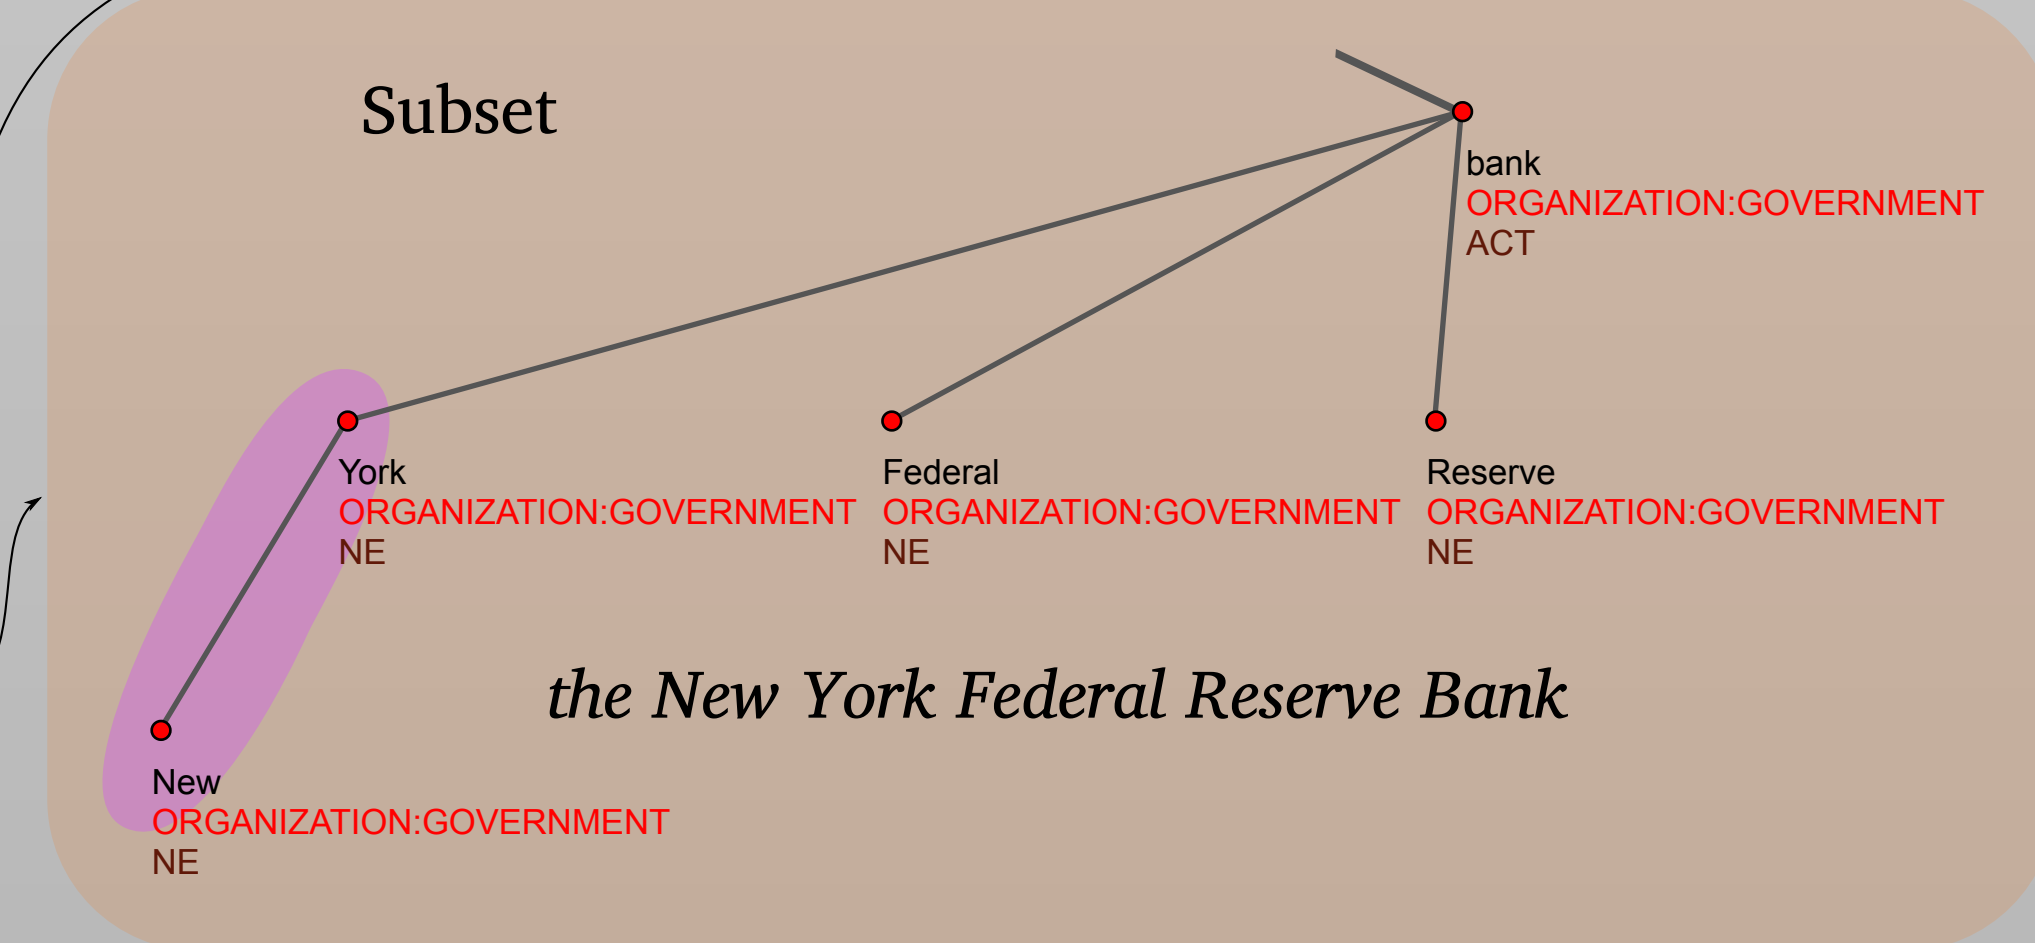 Subset
bank
ORGANIZATION:GOVERNMENT
ACT
York
ORGANIZATION:GOVERNMENT
NE
Federal
ORGANIZATION:GOVERNMENT
NE
Reserve
ORGANIZATION:GOVERNMENT
NE
the New York Federal Reserve Bank
New
ORGANIZATION:GOVERNMENT
NE